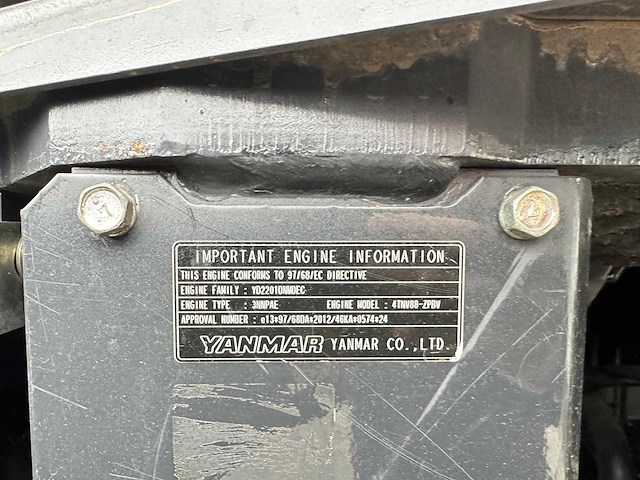 IMPORTANT ENGINE INFORMATION
THIS ENGINE CONFORMS TO 97/68/EC DIRECTIVE
ENGINE FAMILY : YD2201DNMDEC
ENGINE TYPE : 3NNPAE ENGINE MODEL : 4TNV88-ZPBV
APPROVAL NUMBER : e13*97/68DA*2012/46KA*0574*24
YANMAR YANMAR CO.,LTD.